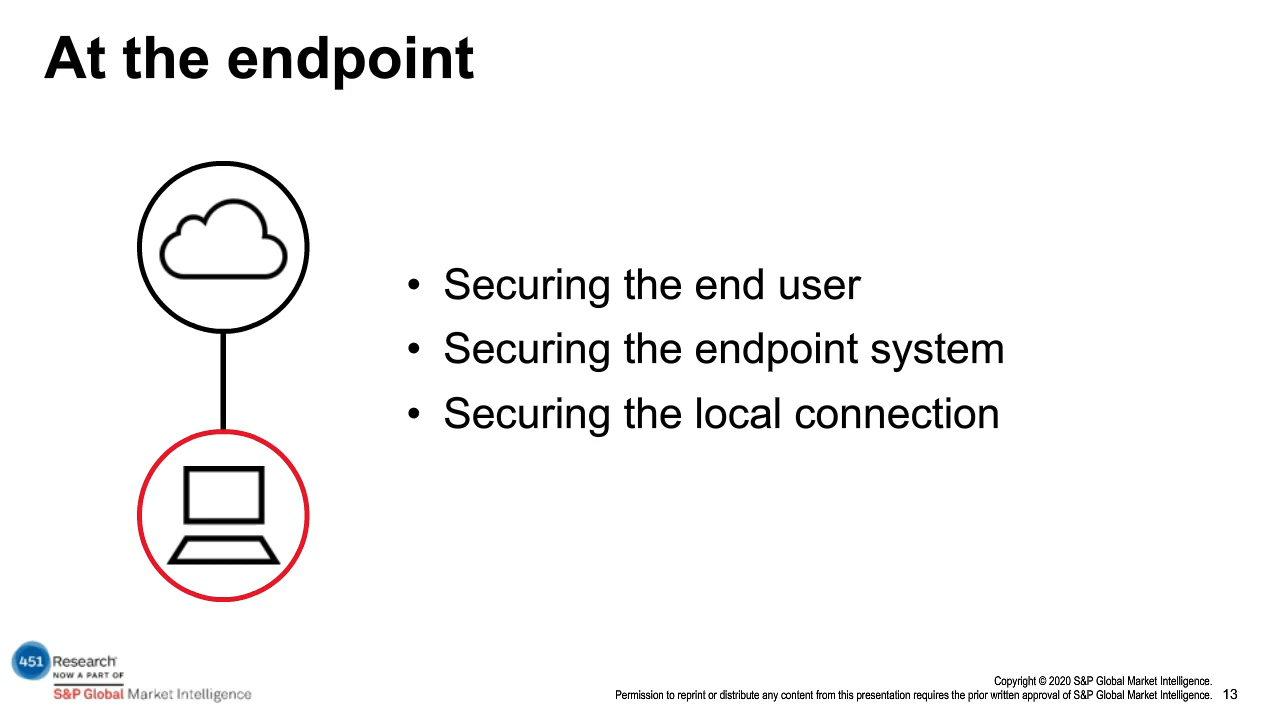 At the endpoint
• Securing the end user
• Securing the endpoint system
• Securing the local connection
451 Research
NOW A PART OF
S&P Global Market Intelligence
Copyright © 2020 S&P Global Market Intelligence.
Permission to reprint or distribute any content from this presentation requires the prior written approval of S&P Global Market Intelligence. 13